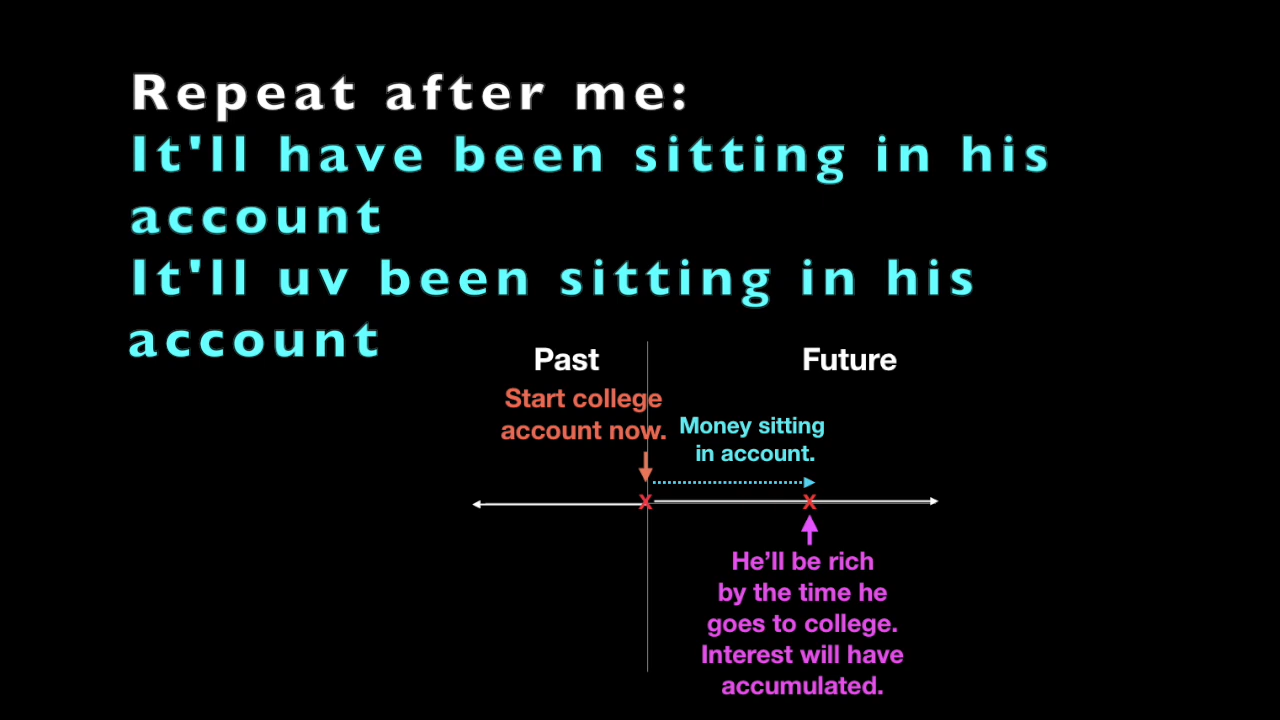 Repeat after me:
It'll have been sitting in his
account
It'll uv been sitting in his
account
Past
Future
Start college
account now.
Money sitting
in account.
X
X
He’ll be rich
by the time he
goes to college.
Interest will have
accumulated.